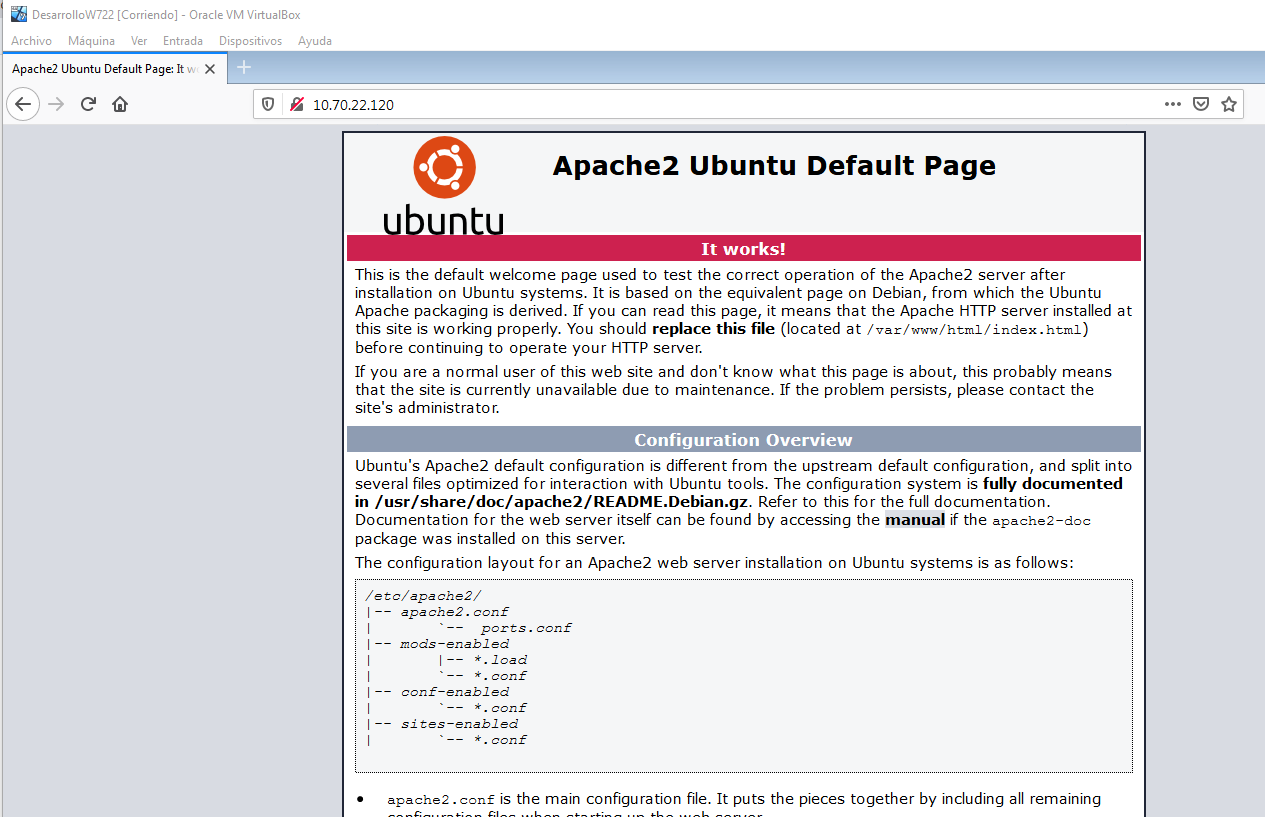 DesarrolloW722 [Corriendo] - Oracle VM VirtualBox
Archivo Máquina Ver Entrada Dispositivos Ayuda
Apache2 Ubuntu Default Page: It
10.70.22.120
ubuntu
Apache2 Ubuntu Default Page
It works!
This is the default welcome page used to test the correct operation of the Apache2 server after
installation on Ubuntu systems. It is based on the equivalent page on Debian, from which the Ubuntu
Apache packaging is derived. If you can read this page, it means that the Apache HTTP server installed at
this site is working properly. You should replace this file (located at /var/www/html/index.html)
before continuing to operate your HTTP server.
If you are a normal user of this web site and don't know what this page is about, this probably means
that the site is currently unavailable due to maintenance. If the problem persists, please contact the
site's administrator.
Configuration Overview
Ubuntu's Apache2 default configuration is different from the upstream default configuration, and split into
several files optimized for interaction with Ubuntu tools. The configuration system is fully documented
in /usr/share/doc/apache2/README.Debian.gz. Refer to this for the full documentation.
Documentation for the web server itself can be found by accessing the manual if the apache2-doc
package was installed on this server.
The configuration layout for an Apache2 web server installation on Ubuntu systems is as follows:
/etc/apache2/
|-- apache2.conf
|       `--  ports.conf
|-- mods-enabled
|       |-- *.load
|       `-- *.conf
|-- conf-enabled
|       `-- *.conf
|-- sites-enabled
|       `-- *.conf
• apache2.conf is the main configuration file. It puts the pieces together by including all remaining
configuration files when starting up the web server.